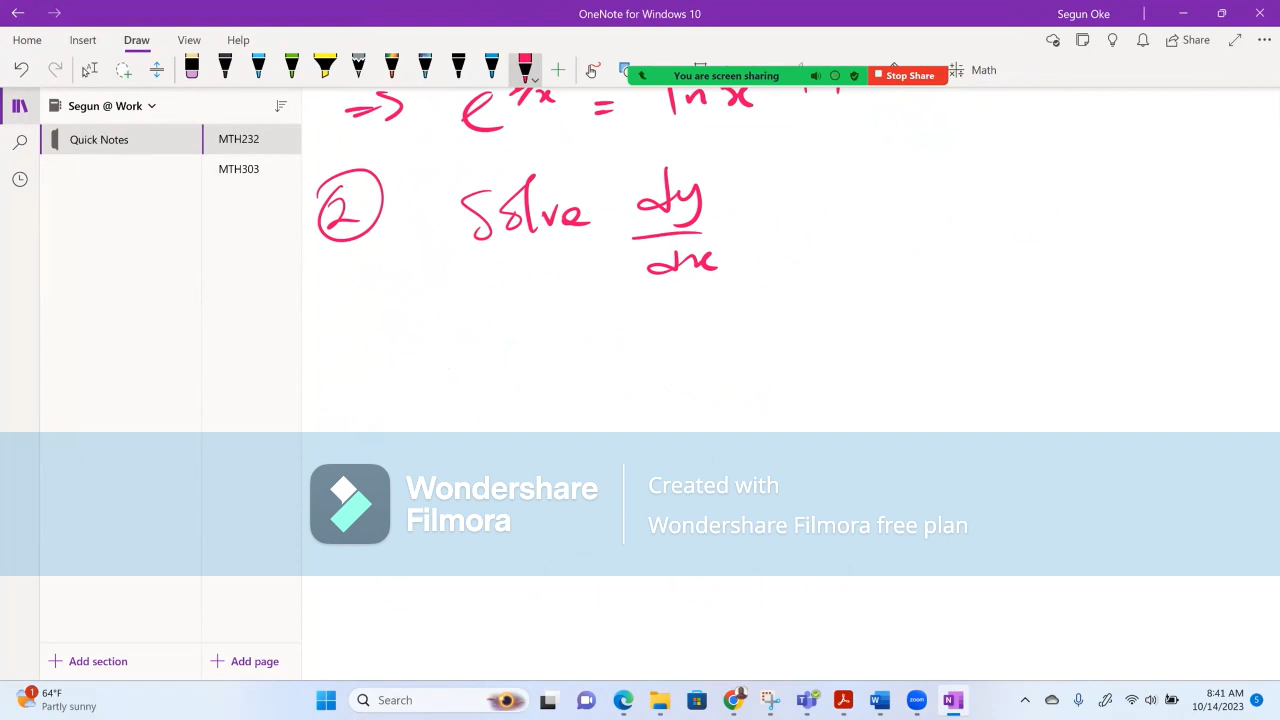 OneNote for Windows 10
Segun Oke
Home Insert Draw View Help
Share
You are screen sharing
Stop Share
Math
Segun @ Work
Quick Notes
MTH232
MTH303
⇒ e^{y/x} = ln x
② Solve dy
dx
Wondershare
Filmora
Created with
Wondershare Filmora free plan
+ Add section
+ Add page
1
64°F
Partly sunny
Search
8:41 AM
10/14/2023
5